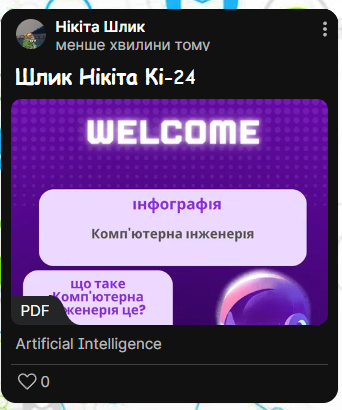 Нікіта Шлик
менше хвилини тому
Шлик Нікіта Кі-24
WELCOME
інфографія
Комп'ютерна інженерія
що таке
Комп'ютерна
женерія це?
PDF
Artificial Intelligence
0